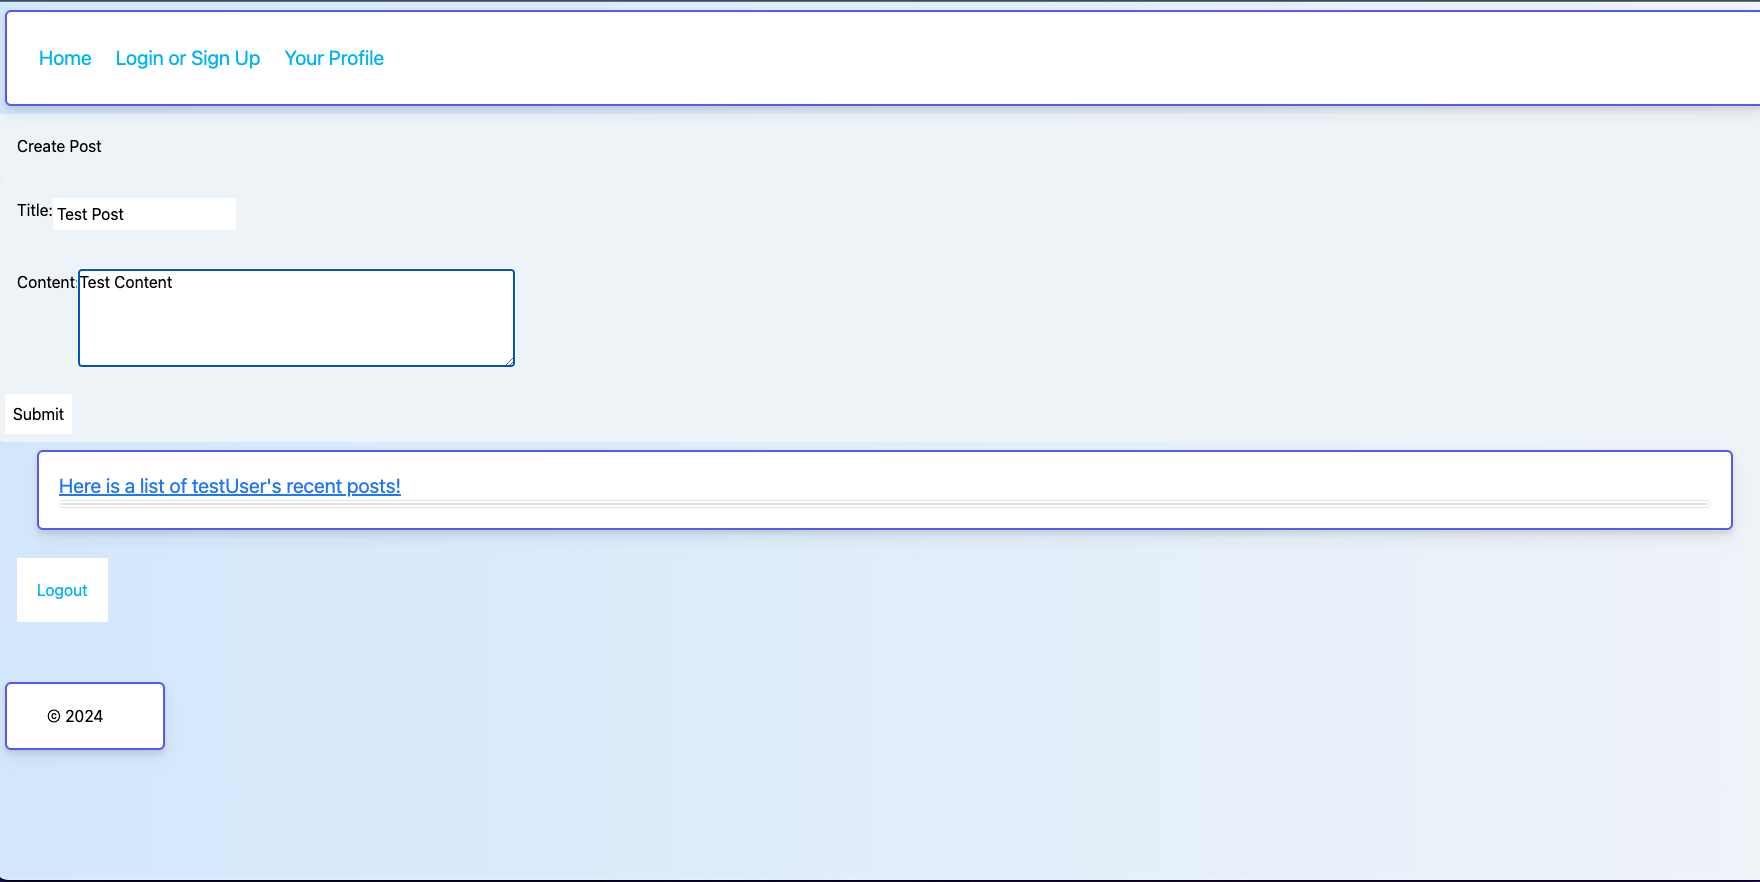 Home Login or Sign Up Your Profile
Create Post
Title: Test Post
Content: Test Content
Submit
Here is a list of testUser's recent posts!
Logout
© 2024